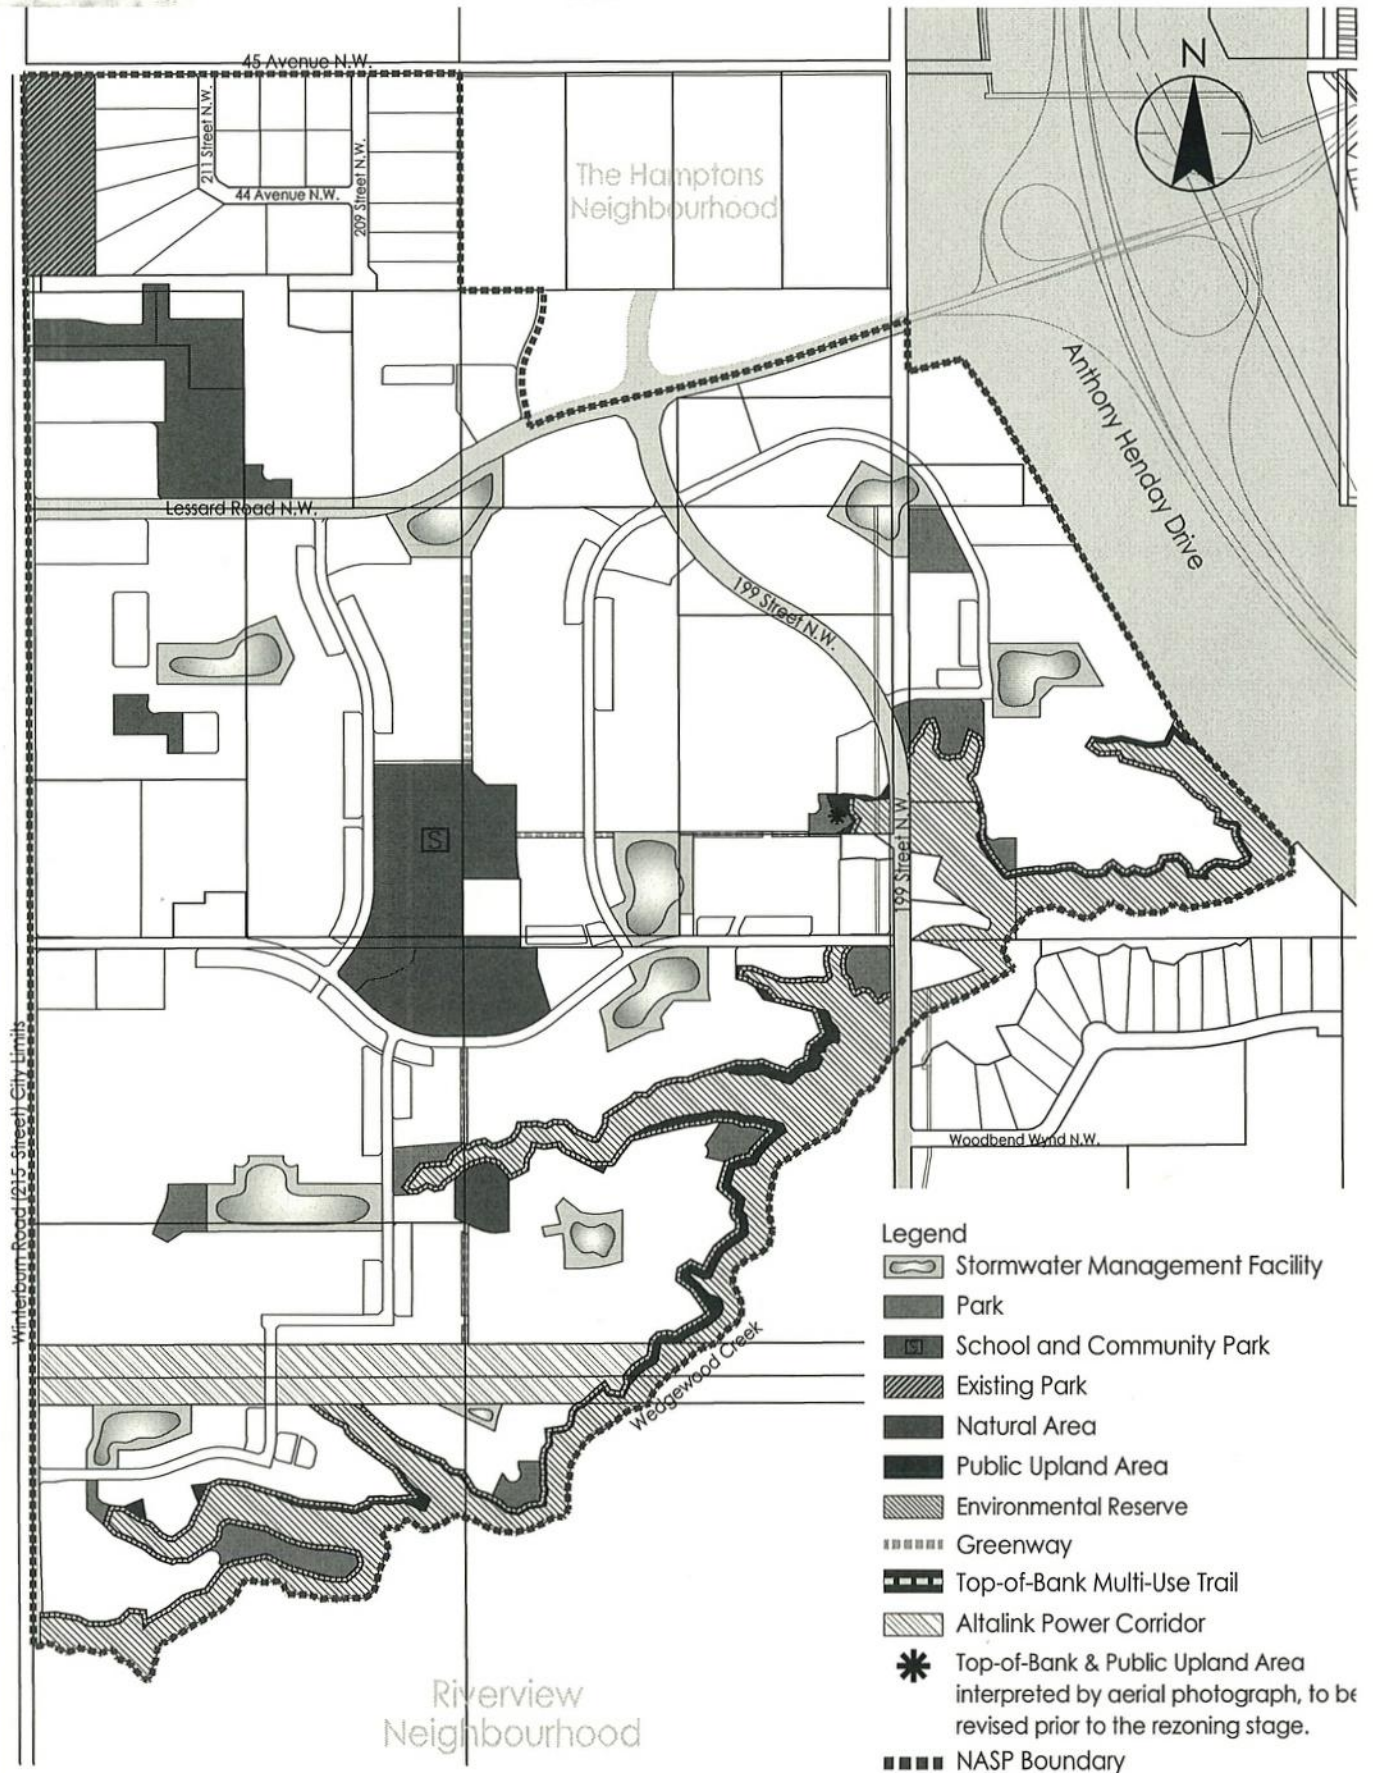 45 Avenue N.W.
N
211 Street N.W.
209 Street N.W.
44 Avenue N.W.
The Hamptons
Neighbourhood
Anthony Henday Drive
Lessard Road N.W.
199 Street N.W.
S
199 Street N.W.
Winterburn Road (215 Street) City Limits
Woodbend Wynd N.W.
Wedgewood Creek
Legend
Stormwater Management Facility
Park
S School and Community Park
Existing Park
Natural Area
Public Upland Area
Environmental Reserve
Greenway
Top-of-Bank Multi-Use Trail
Altalink Power Corridor
Top-of-Bank & Public Upland Area
interpreted by aerial photograph, to be
revised prior to the rezoning stage.
NASP Boundary
Riverview
Neighbourhood